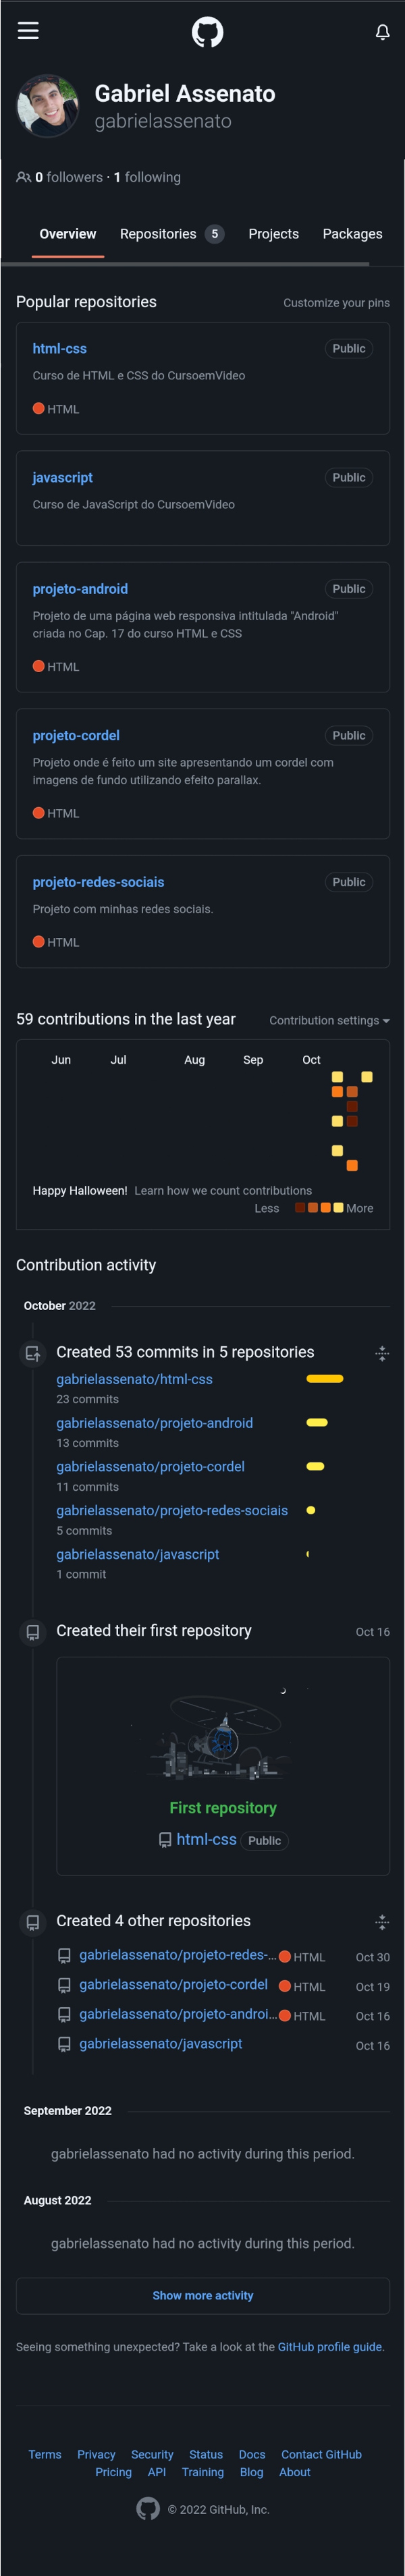 Gabriel Assenato
gabrielassenato
0 followers · 1 following
Overview Repositories 5 Projects Packages
Popular repositories Customize your pins
html-css Public
Curso de HTML e CSS do CursoemVideo
HTML
javascript Public
Curso de JavaScript do CursoemVideo
projeto-android Public
Projeto de uma página web responsiva intitulada "Android"
criada no Cap. 17 do curso HTML e CSS
HTML
projeto-cordel Public
Projeto onde é feito um site apresentando um cordel com
imagens de fundo utilizando efeito parallax.
HTML
projeto-redes-sociais Public
Projeto com minhas redes sociais.
HTML
59 contributions in the last year Contribution settings
Jun Jul Aug Sep Oct
Happy Halloween! Learn how we count contributions
Less More
Contribution activity
October 2022
Created 53 commits in 5 repositories
gabrielassenato/html-css
23 commits
gabrielassenato/projeto-android
13 commits
gabrielassenato/projeto-cordel
11 commits
gabrielassenato/projeto-redes-sociais
5 commits
gabrielassenato/javascript
1 commit
Created their first repository Oct 16
First repository
html-css Public
Created 4 other repositories
gabrielassenato/projeto-redes-... HTML Oct 30
gabrielassenato/projeto-cordel HTML Oct 19
gabrielassenato/projeto-androi... HTML Oct 16
gabrielassenato/javascript Oct 16
September 2022
gabrielassenato had no activity during this period.
August 2022
gabrielassenato had no activity during this period.
Show more activity
Seeing something unexpected? Take a look at the GitHub profile guide.
Terms Privacy Security Status Docs Contact GitHub
Pricing API Training Blog About
© 2022 GitHub, Inc.